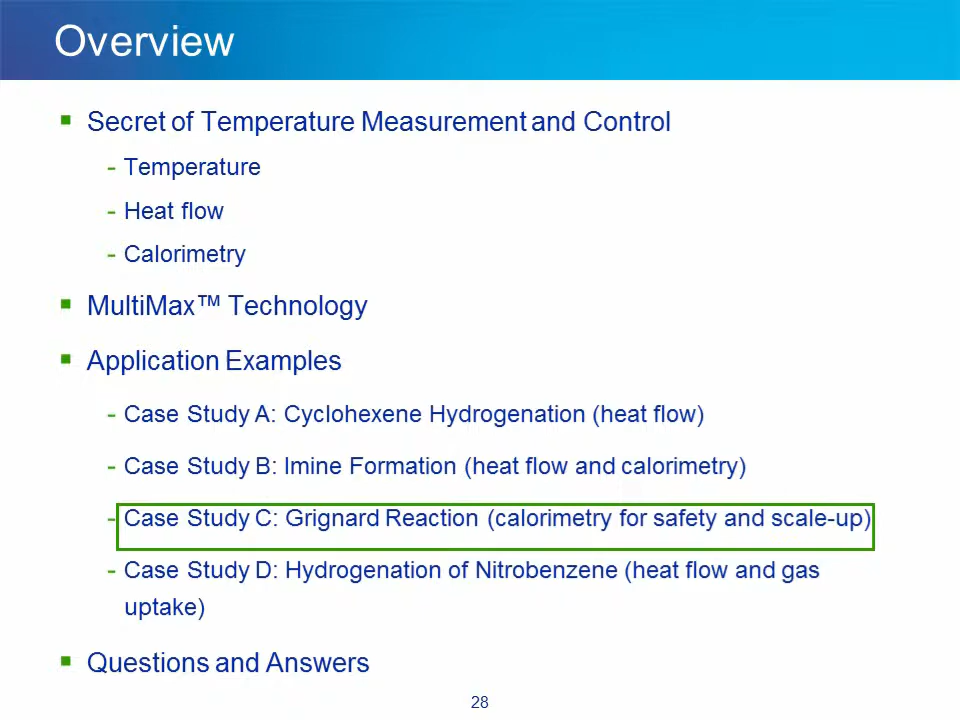 Overview
Secret of Temperature Measurement and Control
- Temperature
- Heat flow
- Calorimetry
MultiMax™ Technology
Application Examples
- Case Study A: Cyclohexene Hydrogenation (heat flow)
- Case Study B: Imine Formation (heat flow and calorimetry)
- Case Study C: Grignard Reaction (calorimetry for safety and scale-up)
- Case Study D: Hydrogenation of Nitrobenzene (heat flow and gas
uptake)
Questions and Answers
28